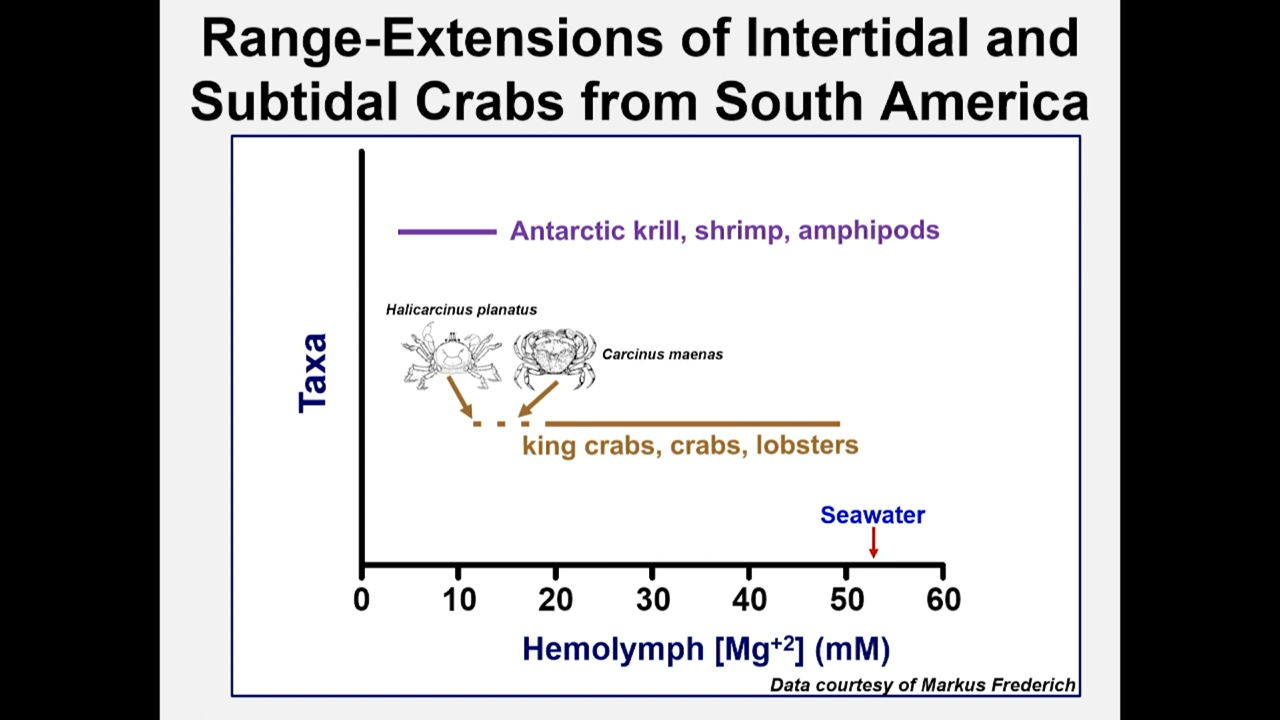 Range-Extensions of Intertidal and
Subtidal Crabs from South America
Antarctic krill, shrimp, amphipods
Halicarcinus planatus
Carcinus maenas
Taxa
king crabs, crabs, lobsters
Seawater
0 10 20 30 40 50 60
Hemolymph [Mg⁺²] (mM)
Data courtesy of Markus Frederich